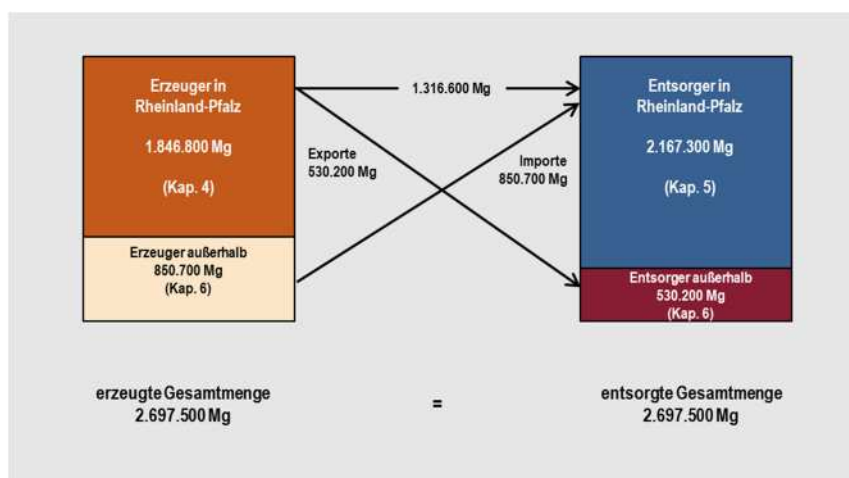 Erzeuger in
Rheinland-Pfalz
1.846.800 Mg
(Kap. 4)
Erzeuger außerhalb
850.700 Mg
(Kap. 6)
1.316.600 Mg
Exporte
530.200 Mg
Importe
850.700 Mg
Entsorger in
Rheinland-Pfalz
2.167.300 Mg
(Kap. 5)
Entsorger außerhalb
530.200 Mg
(Kap. 6)
erzeugte Gesamtmenge
2.697.500 Mg
=
entsorgte Gesamtmenge
2.697.500 Mg